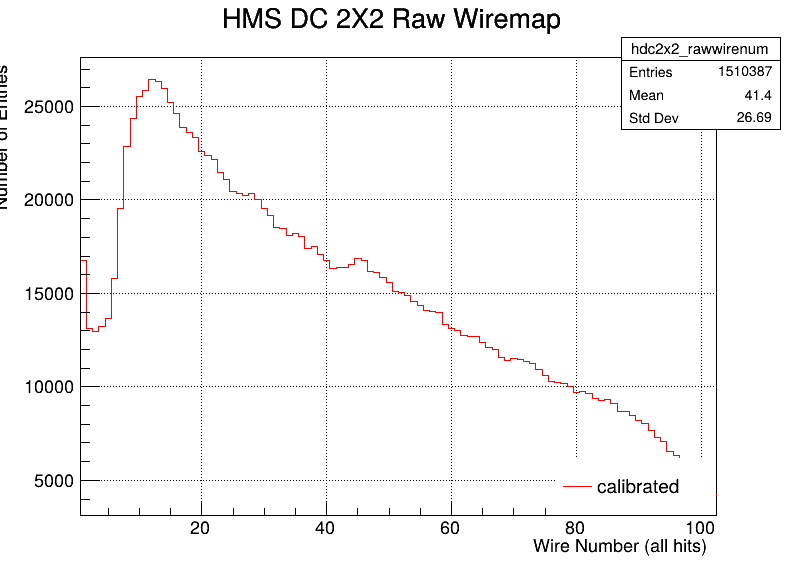 HMS DC 2X2 Raw Wiremap
hdc2x2_rawwirenum
Entries 1510387
Mean 41.4
Std Dev 26.69
Number of Entries
25000
20000
15000
10000
5000
calibrated
20 40 60 80 100
Wire Number (all hits)